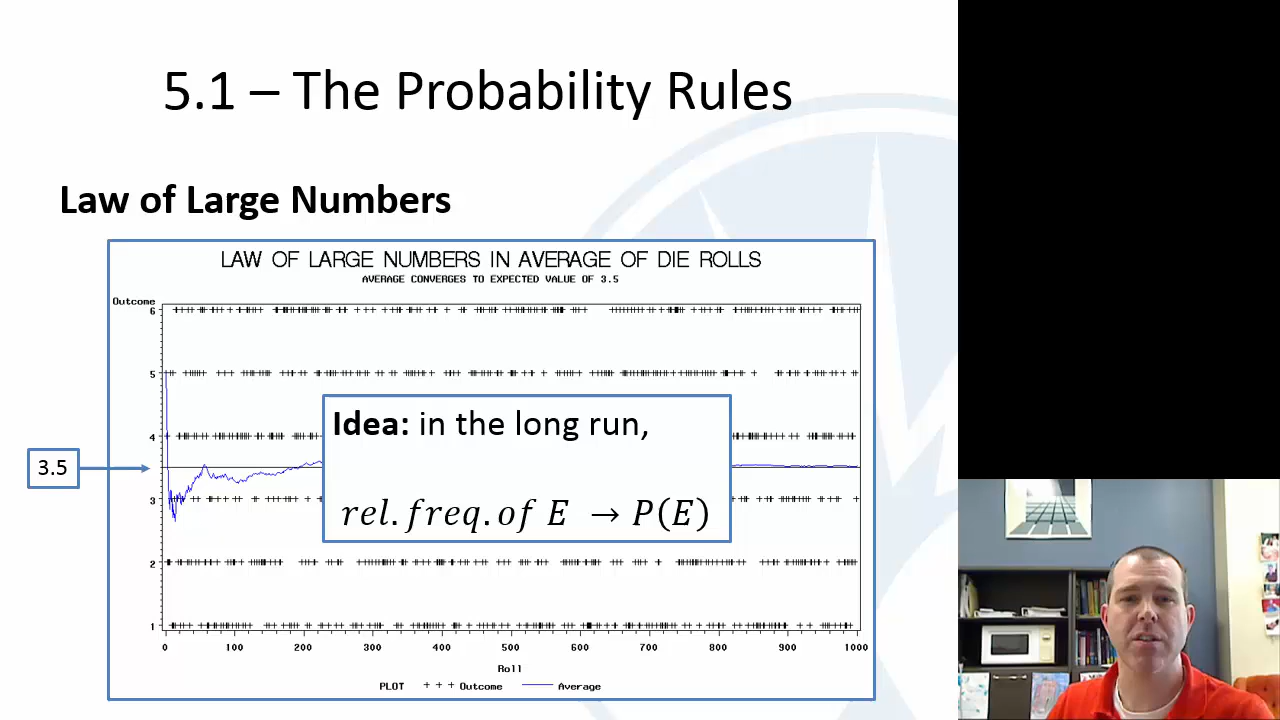 5.1 – The Probability Rules
Law of Large Numbers
LAW OF LARGE NUMBERS IN AVERAGE OF DIE ROLLS
AVERAGE CONVERGES TO EXPECTED VALUE OF 3.5
Outcome
6
5
4
3.5
3
2
1
Idea: in the long run,
rel. freq. of E → P(E)
0 100 200 300 400 500 600 700 800 900 1000
Roll
PLOT + + + Outcome Average